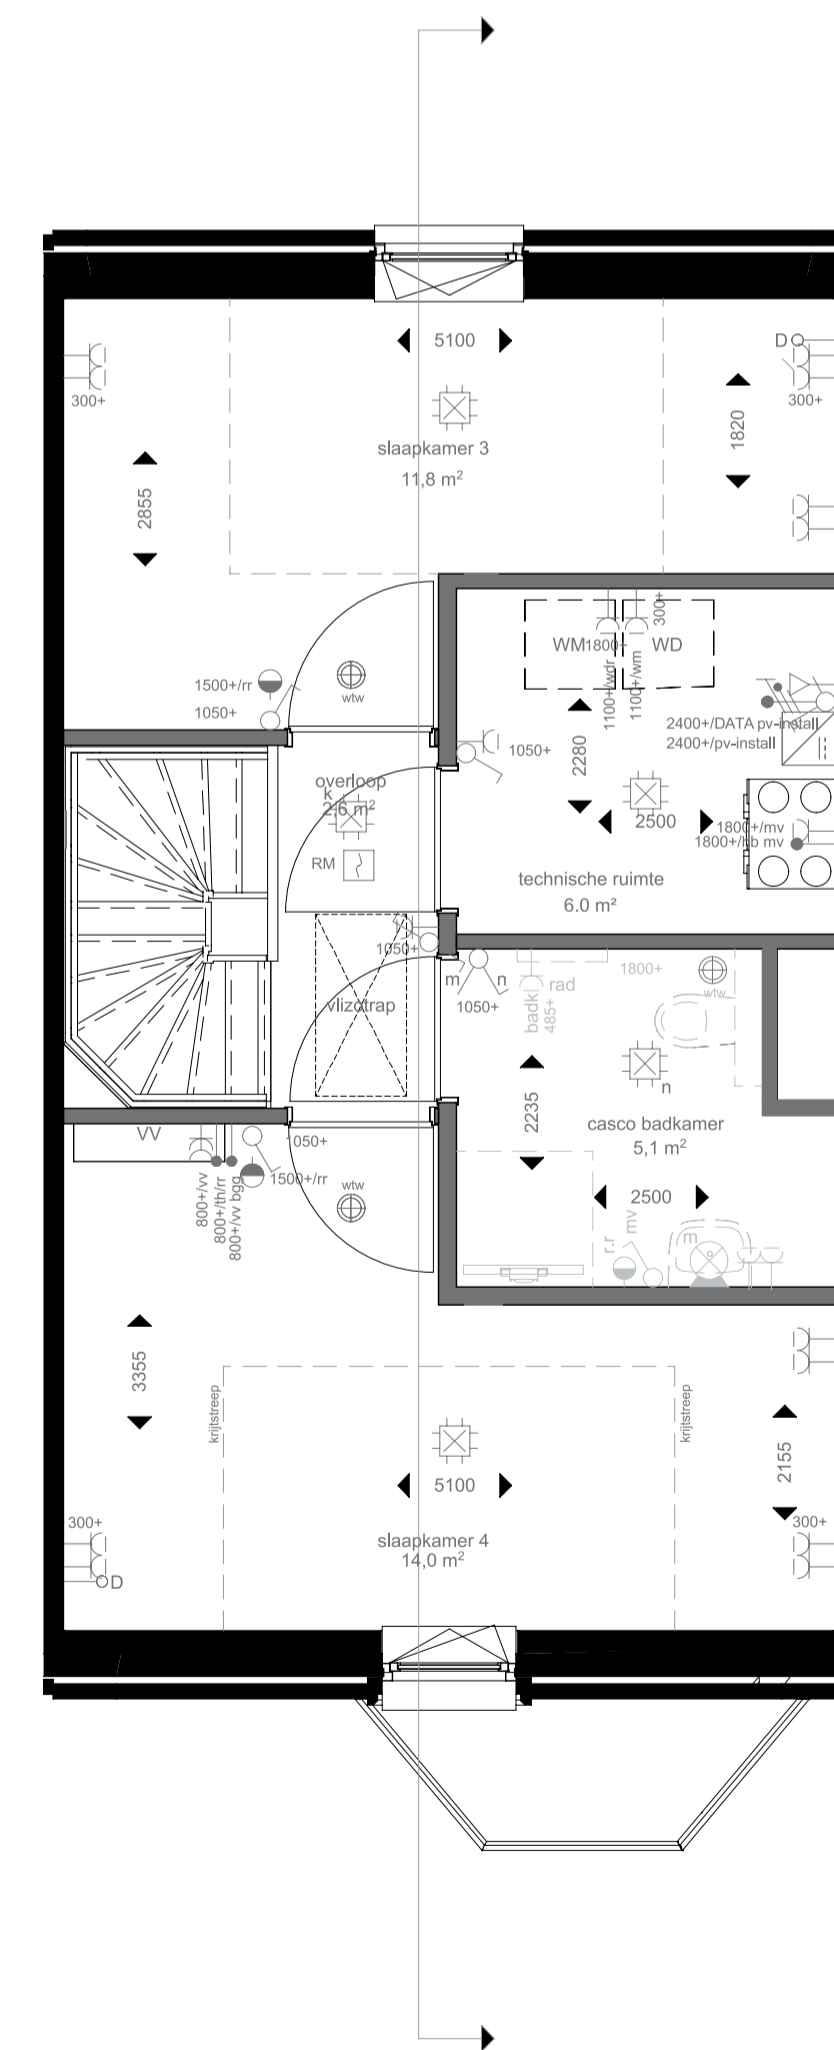 5100
D
300+
300+
1820
slaapkamer 3
11,8 m²
2855
WM
1800+
WD
300+
1100+/wdr
1100+/wm
1500+/rr
1050+
wtw
2400+/DATA pv-install
2400+/pv-install
1050+
2280
overloop
k
2,6 m²
2500
1800+/mv
1800+/hb mv
RM
technische ruimte
6.0 m²
1050+
m
n
1050+
rad
badk
485+
1800+
wtw
vlizotrap
n
2235
casco badkamer
5,1 m²
VV
1050+
1500+/rr
800+/vv
800+/th/rr
800+/vv bgg
wtw
2500
r.r
mv
m
3355
krijtstreep
krijtstreep
2155
5100
300+
300+
slaapkamer 4
14,0 m²
D